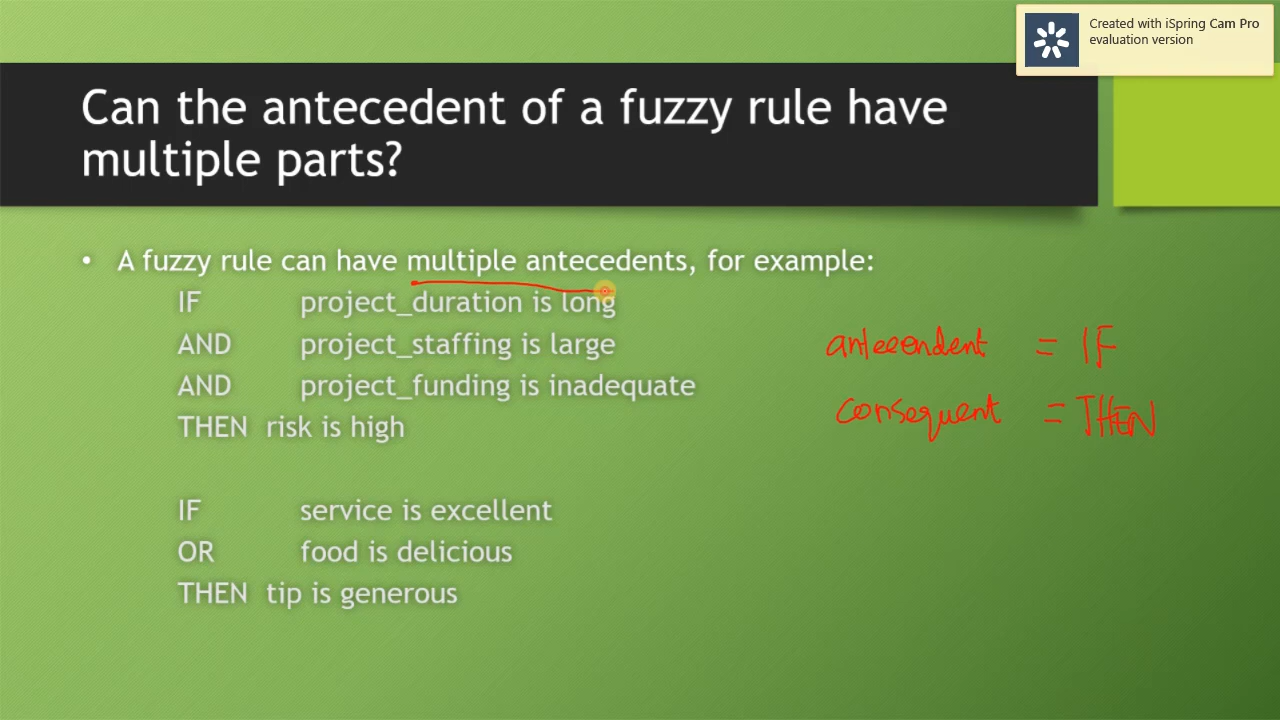 Created with iSpring Cam Pro
evaluation version
Can the antecedent of a fuzzy rule have
multiple parts?
• A fuzzy rule can have multiple antecedents, for example:
IF project_duration is long
AND project_staffing is large
AND project_funding is inadequate
THEN risk is high
anteceendent = IF
consequent = THEN
IF service is excellent
OR food is delicious
THEN tip is generous